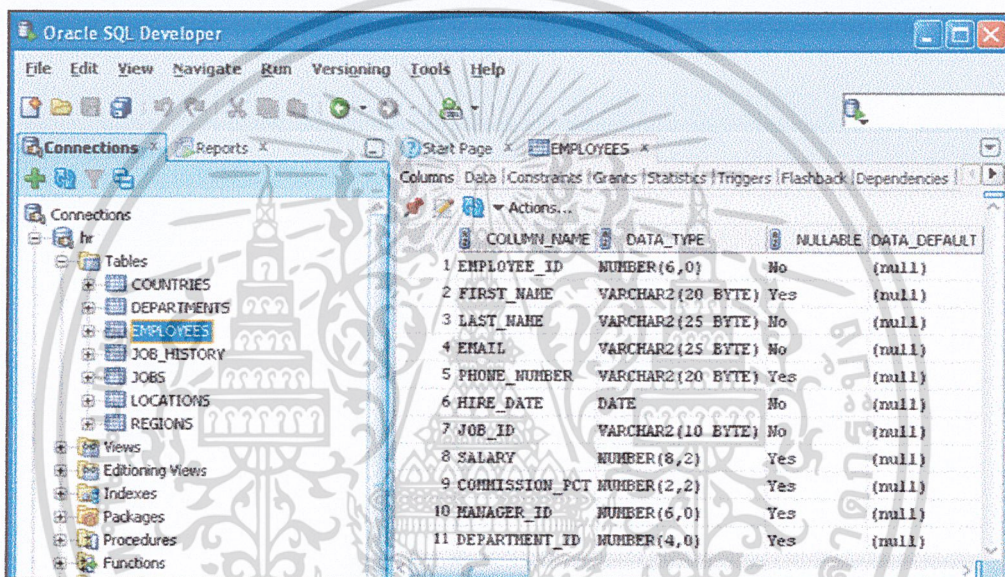 Oracle SQL Developer
File Edit View Navigate Run Versioning Tools Help
Connections Reports
Start Page EMPLOYEES
Columns Data Constraints Grants Statistics Triggers Flashback Dependencies
Actions...
Connections
hr
Tables
COUNTRIES
DEPARTMENTS
EMPLOYEES
JOB_HISTORY
JOBS
LOCATIONS
REGIONS
Views
Editioning Views
Indexes
Packages
Procedures
Functions
COLUMN_NAME DATA_TYPE NULLABLE DATA_DEFAULT
1 EMPLOYEE_ID NUMBER(6,0) No (null)
2 FIRST_NAME VARCHAR2(20 BYTE) Yes (null)
3 LAST_NAME VARCHAR2(25 BYTE) No (null)
4 EMAIL VARCHAR2(25 BYTE) No (null)
5 PHONE_NUMBER VARCHAR2(20 BYTE) Yes (null)
6 HIRE_DATE DATE No (null)
7 JOB_ID VARCHAR2(10 BYTE) No (null)
8 SALARY NUMBER(8,2) Yes (null)
9 COMMISSION_PCT NUMBER(2,2) Yes (null)
10 MANAGER_ID NUMBER(6,0) Yes (null)
11 DEPARTMENT_ID NUMBER(4,0) Yes (null)